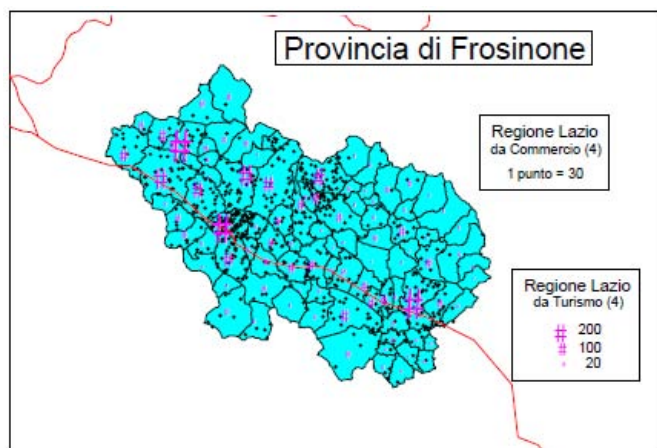 Provincia di Frosinone
Regione Lazio
da Commercio (4)
1 punto = 30
Regione Lazio
da Turismo (4)
200
100
20